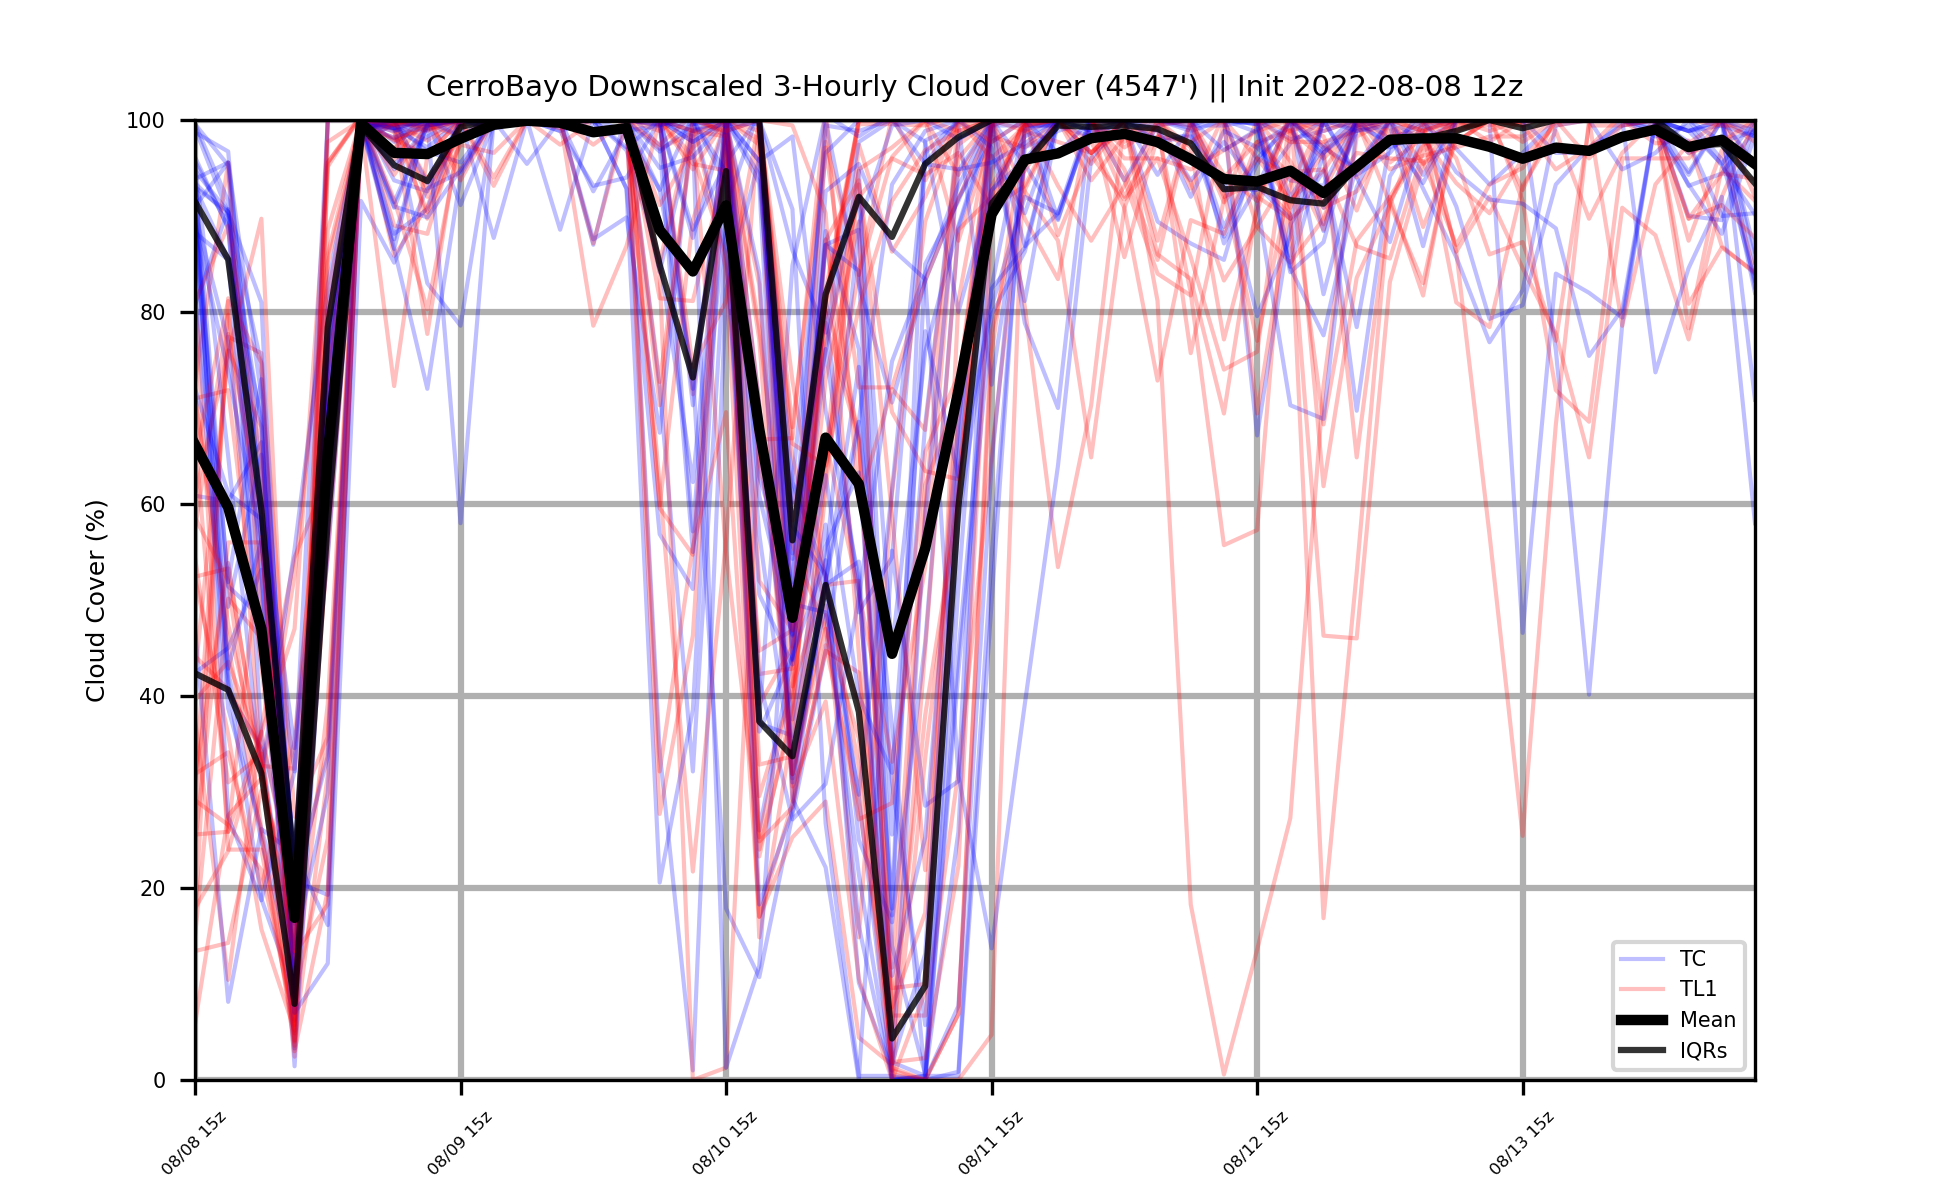 CerroBayo Downscaled 3-Hourly Cloud Cover (4547') || Init 2022-08-08 12z
Cloud Cover (%)
100
80
60
40
20
0
08/08 15z
08/09 15z
08/10 15z
08/11 15z
08/12 15z
08/13 15z
TC
TL1
Mean
IQRs